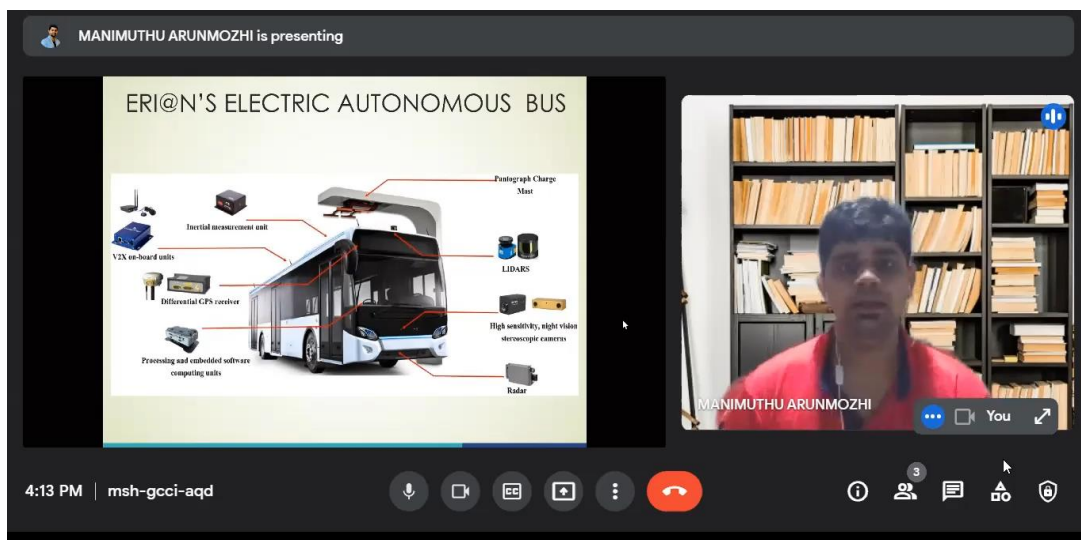 MANIMUTHU ARUNMOZHI is presenting
ERI@N'S ELECTRIC AUTONOMOUS BUS
Pantograph Charge
Mast
Inertial measurement unit
V2X on-board units
LIDARS
Differential GPS receiver
High sensitivity, night vision
stereoscopic cameras
Processing and embedded software
computing units
Radar
MANIMUTHU ARUNMOZHI
You
4:13 PM | msh-gcci-aqd
CC
3